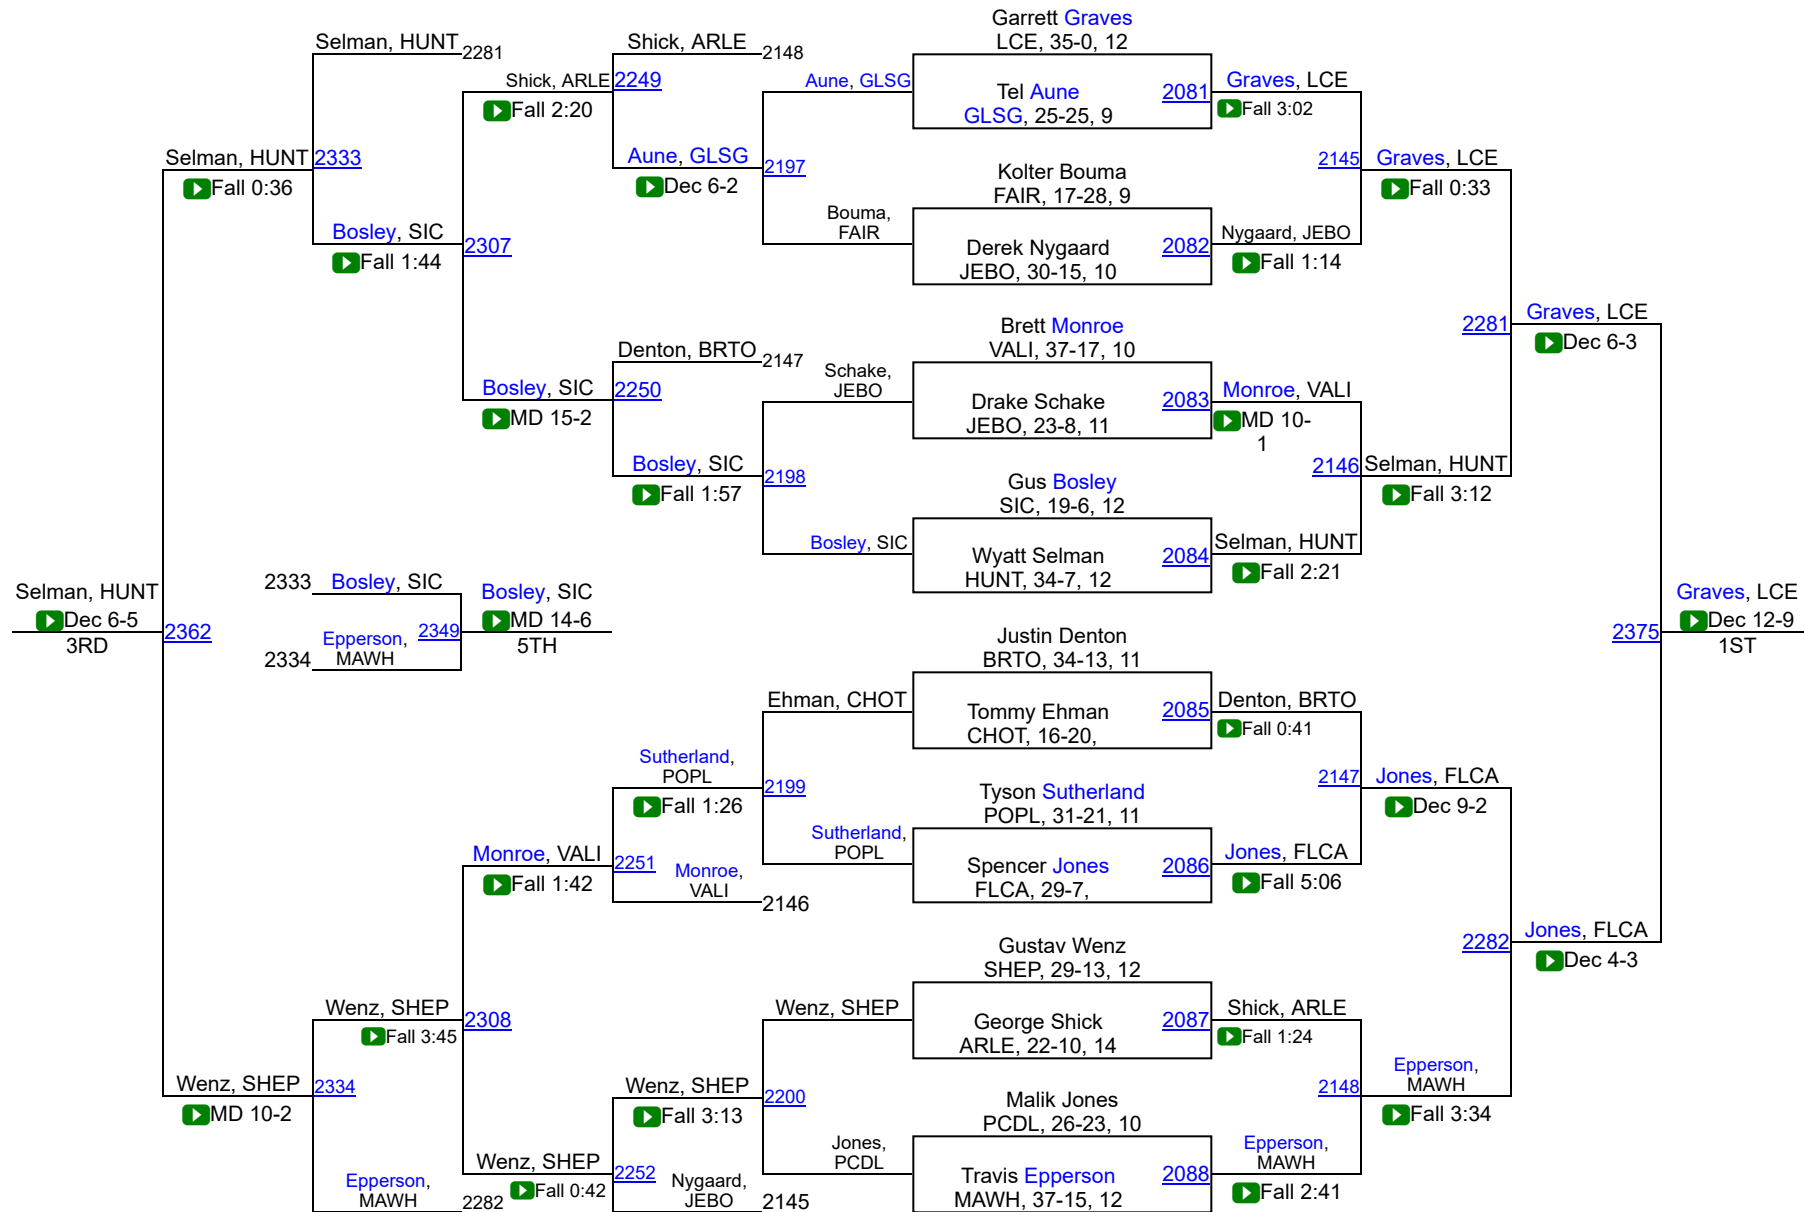 Garrett Graves
LCE, 35-0, 12
Selman, HUNT
2281
Shick, ARLE
2148
Shick, ARLE
2249
Fall 2:20
Aune, GLSG
Tel Aune
GLSG, 25-25, 9
2081
Graves, LCE
Fall 3:02
Selman, HUNT
2333
Fall 0:36
Aune, GLSG
2197
Dec 6-2
Kolter Bouma
FAIR, 17-28, 9
2145
Graves, LCE
Fall 0:33
Bosley, SIC
2307
Fall 1:44
Bouma,
FAIR
Derek Nygaard
JEBO, 30-15, 10
2082
Nygaard, JEBO
Fall 1:14
Brett Monroe
VALI, 37-17, 10
2281
Graves, LCE
Dec 6-3
Denton, BRTO
2147
Bosley, SIC
2250
MD 15-2
Schake,
JEBO
Drake Schake
JEBO, 23-8, 11
2083
Monroe, VALI
MD 10-
1
Bosley, SIC
2198
Fall 1:57
Gus Bosley
SIC, 19-6, 12
2146
Selman, HUNT
Fall 3:12
Bosley, SIC
Wyatt Selman
HUNT, 34-7, 12
2084
Selman, HUNT
Fall 2:21
Selman, HUNT
Dec 6-5
3RD
2362
2333
Bosley, SIC
Epperson,
MAWH
2334
2349
Bosley, SIC
MD 14-6
5TH
Justin Denton
BRTO, 34-13, 11
2375
Graves, LCE
Dec 12-9
1ST
Ehman, CHOT
Tommy Ehman
CHOT, 16-20,
2085
Denton, BRTO
Fall 0:41
Sutherland,
POPL
2199
Fall 1:26
Tyson Sutherland
POPL, 31-21, 11
2147
Jones, FLCA
Dec 9-2
Monroe, VALI
2251
Fall 1:42
Monroe,
VALI
2146
Sutherland,
POPL
Spencer Jones
FLCA, 29-7,
2086
Jones, FLCA
Fall 5:06
Gustav Wenz
SHEP, 29-13, 12
2282
Jones, FLCA
Dec 4-3
Wenz, SHEP
2308
Fall 3:45
Wenz, SHEP
George Shick
ARLE, 22-10, 14
2087
Shick, ARLE
Fall 1:24
Wenz, SHEP
2334
MD 10-2
Wenz, SHEP
2200
Fall 3:13
Malik Jones
PCDL, 26-23, 10
2148
Epperson,
MAWH
Fall 3:34
Epperson,
MAWH
2282
Wenz, SHEP
2252
Fall 0:42
Nygaard,
JEBO
2145
Jones,
PCDL
Travis Epperson
MAWH, 37-15, 12
2088
Epperson,
MAWH
Fall 2:41